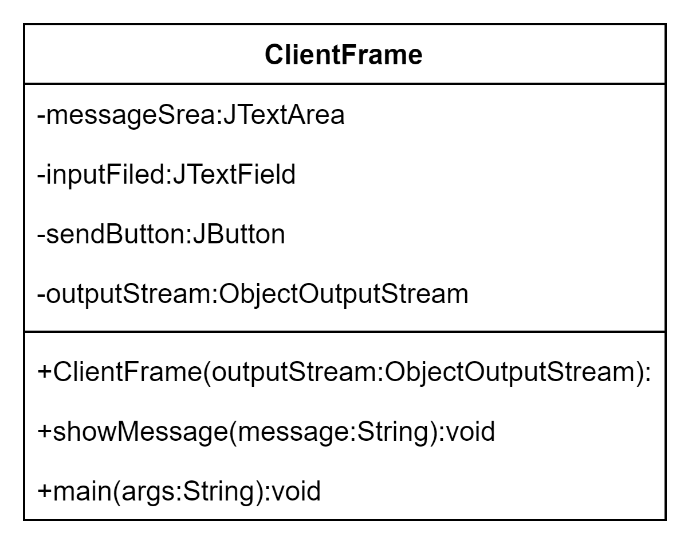 ClientFrame
-messageSrea:JTextArea
-inputFiled:JTextField
-sendButton:JButton
-outputStream:ObjectOutputStream
+ClientFrame(outputStream:ObjectOutputStream):
+showMessage(message:String):void
+main(args:String):void